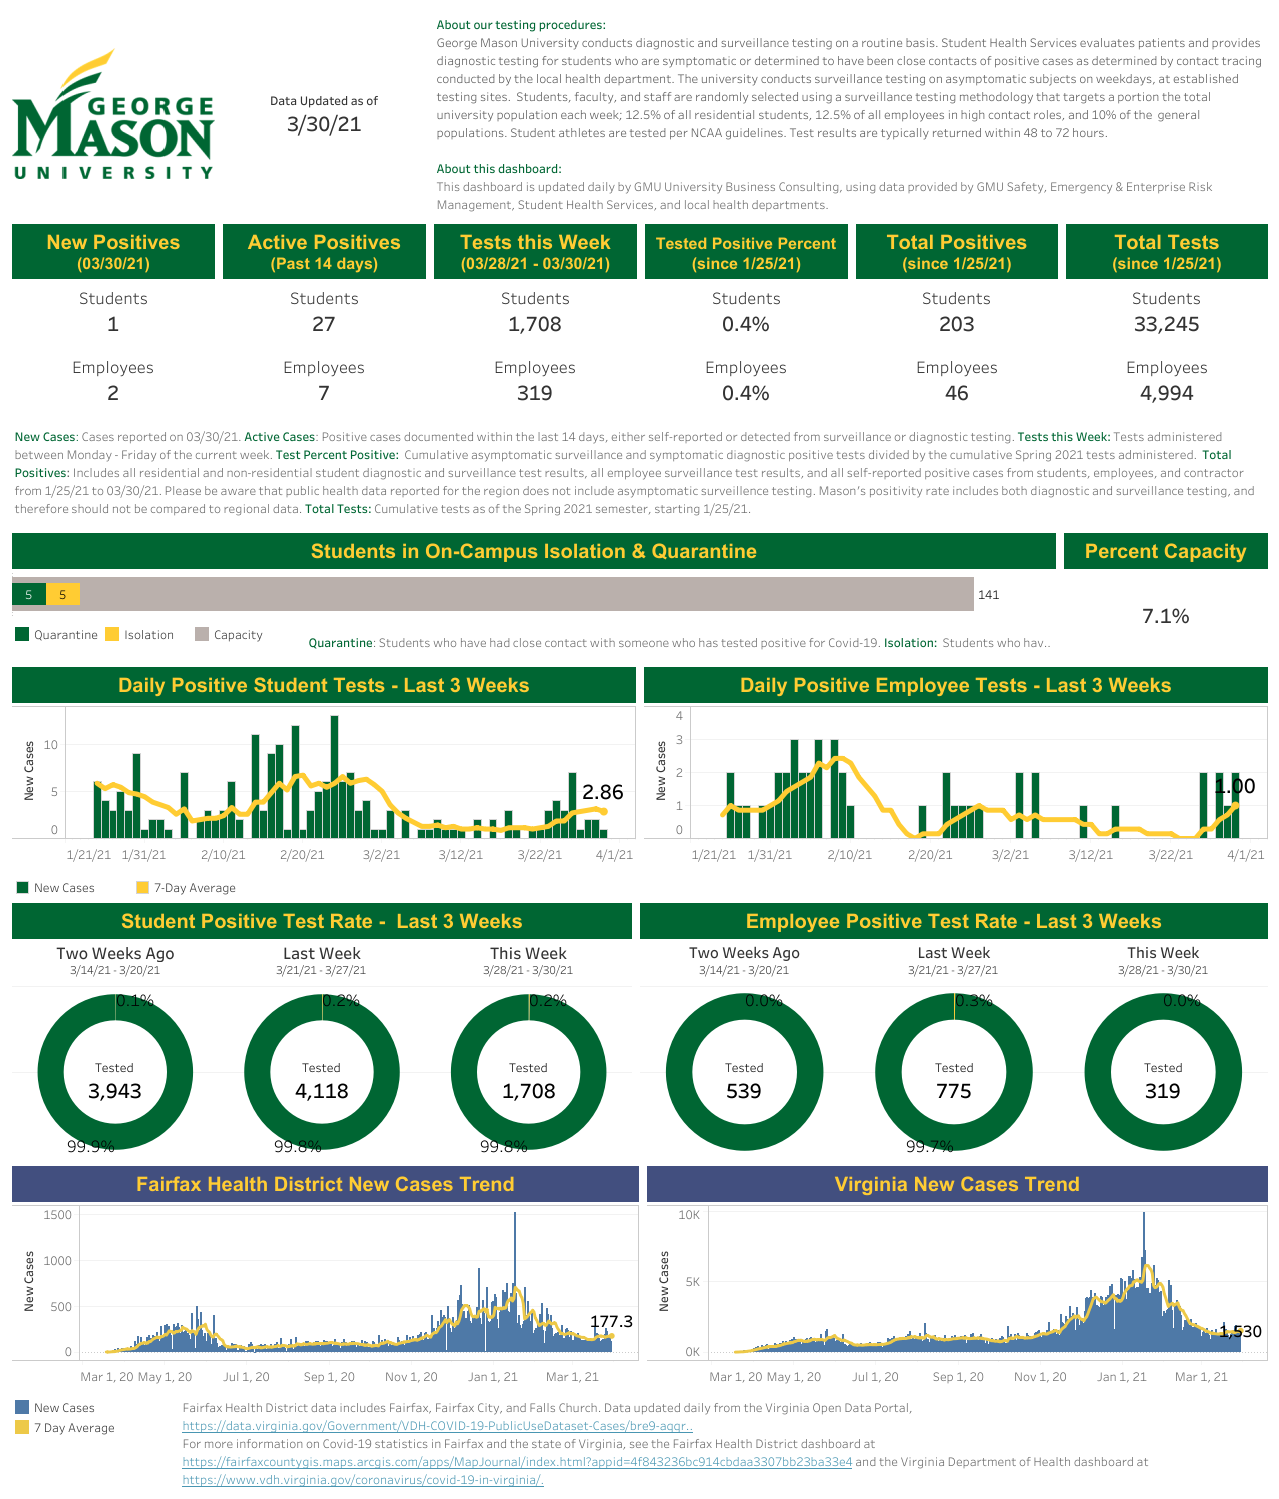 About our testing procedures:
George Mason University conducts diagnostic and surveillance testing on a routine basis. Student Health Services evaluates patients and provides
diagnostic testing for students who are symptomatic or determined to have been close contacts of positive cases as determined by contact tracing
conducted by the local health department. The university conducts surveillance testing on asymptomatic subjects on weekdays, at established
testing sites. Students, faculty, and staff are randomly selected using a surveillance testing methodology that targets a portion the total
university population each week; 12.5% of all residential students, 12.5% of all employees in high contact roles, and 10% of the general
populations. Student athletes are tested per NCAA guidelines. Test results are typically returned within 48 to 72 hours.
GEORGE
MASON
UNIVERSITY
Data Updated as of
3/30/21
About this dashboard:
This dashboard is updated daily by GMU University Business Consulting, using data provided by GMU Safety, Emergency & Enterprise Risk
Management, Student Health Services, and local health departments.
New Positives Active Positives Tests this Week Tested Positive Percent Total Positives Total Tests
(03/30/21) (Past 14 days) (03/28/21 - 03/30/21) (since 1/25/21) (since 1/25/21) (since 1/25/21)
Students Students Students Students Students Students
1 27 1,708 0.4% 203 33,245
Employees Employees Employees Employees Employees Employees
2 7 319 0.4% 46 4,994
New Cases: Cases reported on 03/30/21. Active Cases: Positive cases documented within the last 14 days, either self-reported or detected from surveillance or diagnostic testing. Tests this Week: Tests administered
between Monday - Friday of the current week. Test Percent Positive: Cumulative asymptomatic surveillance and symptomatic diagnostic positive tests divided by the cumulative Spring 2021 tests administered. Total
Positives: Includes all residential and non-residential student diagnostic and surveillance test results, all employee surveillance test results, and all self-reported positive cases from students, employees, and contractor
from 1/25/21 to 03/30/21. Please be aware that public health data reported for the region does not include asymptomatic surveillence testing. Mason's positivity rate includes both diagnostic and surveillance testing, and
therefore should not be compared to regional data. Total Tests: Cumulative tests as of the Spring 2021 semester, starting 1/25/21.
Students in On-Campus Isolation & Quarantine Percent Capacity
5 5 141
7.1%
Quarantine Isolation Capacity
Quarantine: Students who have had close contact with someone who has tested positive for Covid-19. Isolation: Students who hav..
Daily Positive Student Tests - Last 3 Weeks
New Cases
10
5
0
2.86
1/21/21 1/31/21 2/10/21 2/20/21 3/2/21 3/12/21 3/22/21 4/1/21
Daily Positive Employee Tests - Last 3 Weeks
New Cases
4
3
2
1
0
1.00
1/21/21 1/31/21 2/10/21 2/20/21 3/2/21 3/12/21 3/22/21 4/1/21
New Cases 7-Day Average
Student Positive Test Rate - Last 3 Weeks
Two Weeks Ago Last Week This Week
3/14/21 - 3/20/21 3/21/21 - 3/27/21 3/28/21 - 3/30/21
0.1% 0.2% 0.2%
Tested Tested Tested
3,943 4,118 1,708
99.9% 99.8% 99.8%
Employee Positive Test Rate - Last 3 Weeks
Two Weeks Ago Last Week This Week
3/14/21 - 3/20/21 3/21/21 - 3/27/21 3/28/21 - 3/30/21
0.0% 0.3% 0.0%
Tested Tested Tested
539 775 319
99.7%
Fairfax Health District New Cases Trend
New Cases
1500
1000
500
0
177.3
Mar 1, 20 May 1, 20 Jul 1, 20 Sep 1, 20 Nov 1, 20 Jan 1, 21 Mar 1, 21
Virginia New Cases Trend
New Cases
10K
5K
0K
1,530
Mar 1, 20 May 1, 20 Jul 1, 20 Sep 1, 20 Nov 1, 20 Jan 1, 21 Mar 1, 21
New Cases
7 Day Average
Fairfax Health District data includes Fairfax, Fairfax City, and Falls Church. Data updated daily from the Virginia Open Data Portal,
https://data.virginia.gov/Government/VDH-COVID-19-PublicUseDataset-Cases/bre9-aqqr..
For more information on Covid-19 statistics in Fairfax and the state of Virginia, see the Fairfax Health District dashboard at
https://fairfaxcountygis.maps.arcgis.com/apps/MapJournal/index.html?appid=4f843236bc914cbdaa3307bb23ba33e4 and the Virginia Department of Health dashboard at
https://www.vdh.virginia.gov/coronavirus/covid-19-in-virginia/.